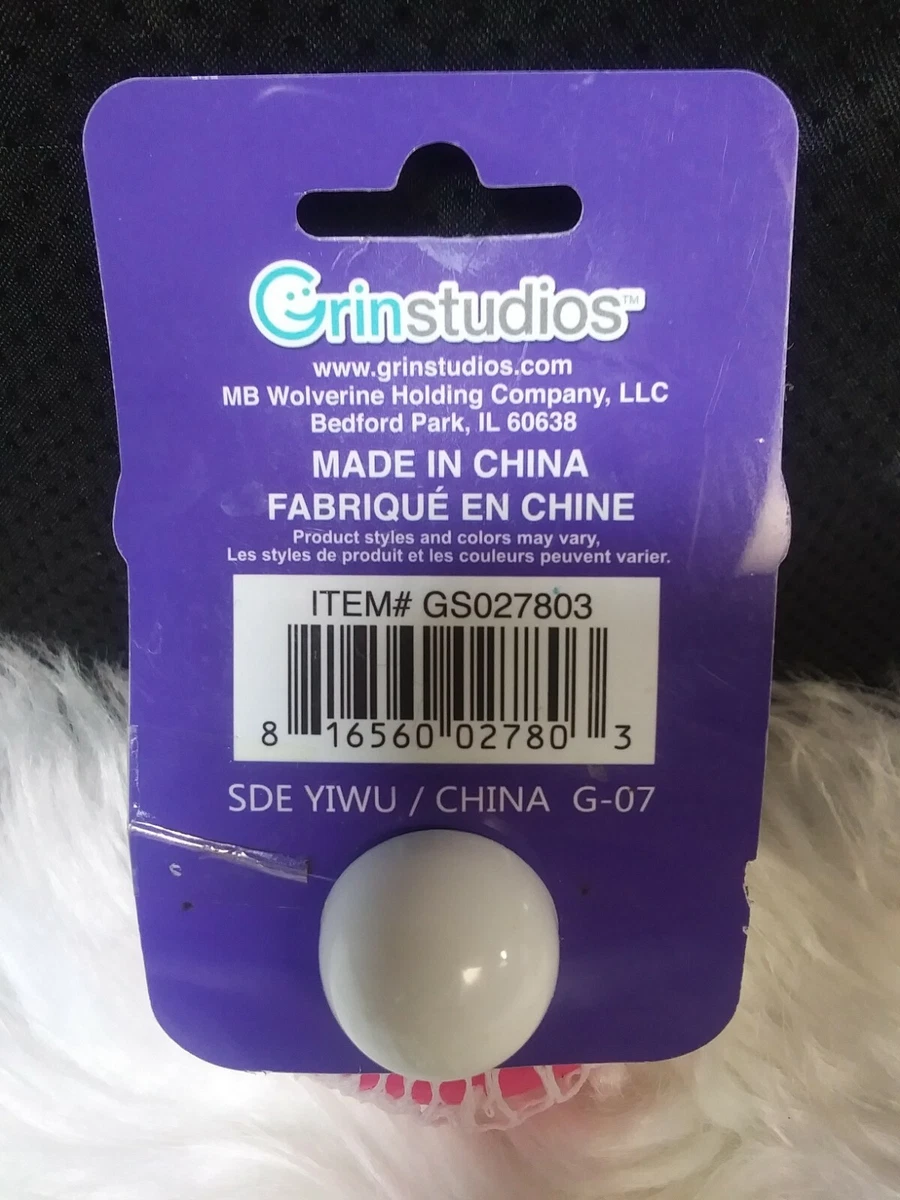 Grinstudios™
www.grinstudios.com
MB Wolverine Holding Company, LLC
Bedford Park, IL 60638
MADE IN CHINA
FABRIQUÉ EN CHINE
Product styles and colors may vary,
Les styles de produit et les couleurs peuvent varier.
ITEM# GS027803
8 16560 02780 3
SDE YIWU / CHINA G-07